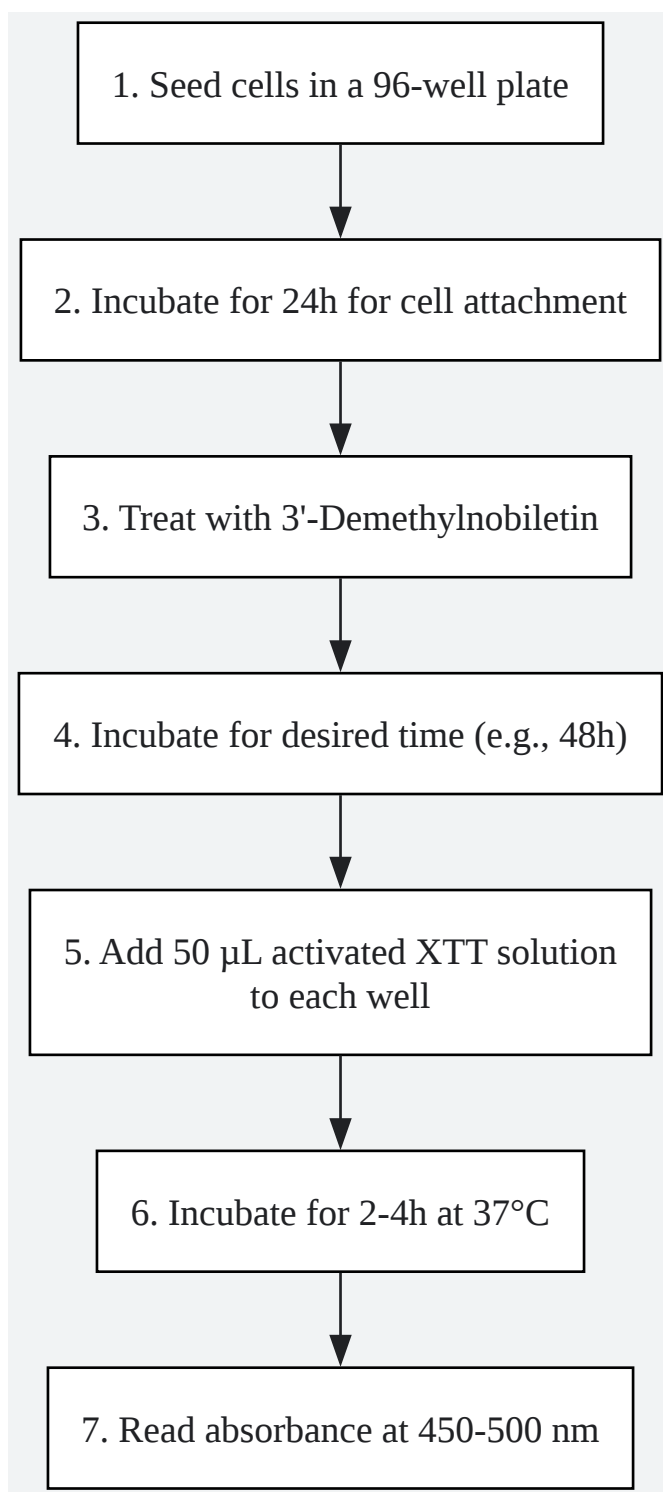 1. Seed cells in a 96-well plate
2. Incubate for 24h for cell attachment
3. Treat with 3'-Demethylnobiletin
4. Incubate for desired time (e.g., 48h)
5. Add 50 µL activated XTT solution
to each well
6. Incubate for 2-4h at 37°C
7. Read absorbance at 450-500 nm